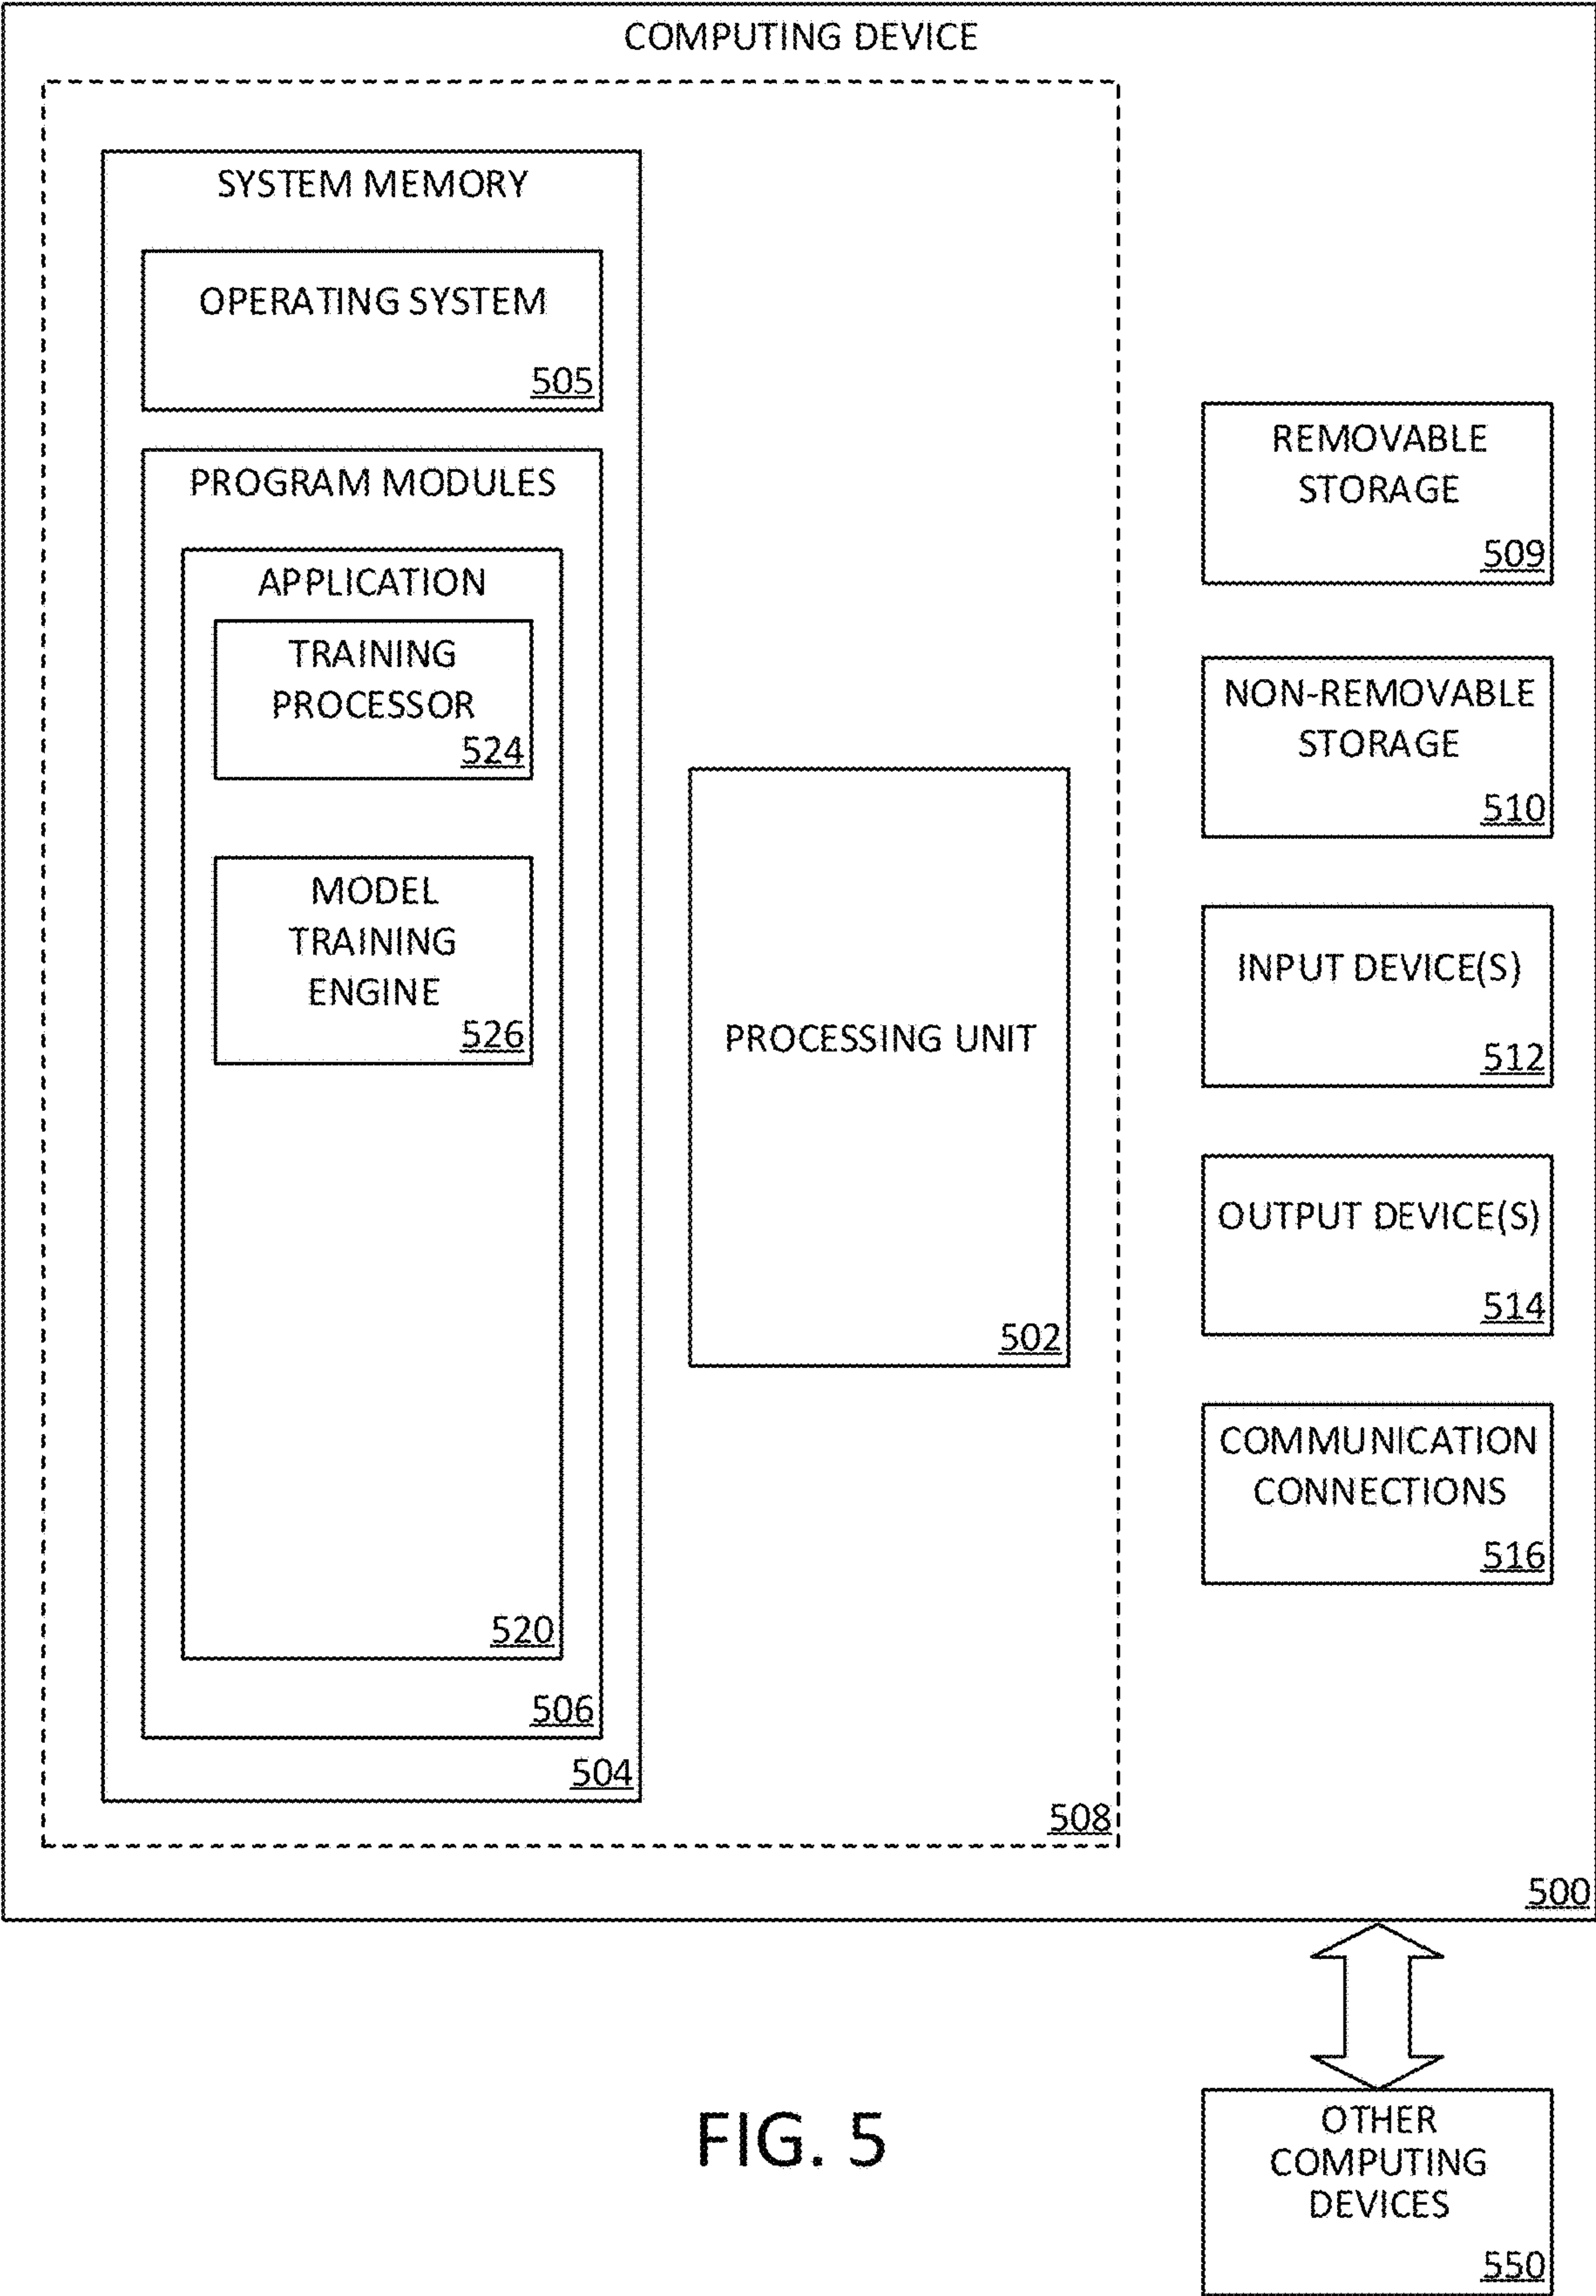 COMPUTING DEVICE
SYSTEM MEMORY
OPERATING SYSTEM
505
PROGRAM MODULES
APPLICATION
TRAINING
PROCESSOR
524
MODEL
TRAINING
ENGINE
526
520
506
504
PROCESSING UNIT
502
508
REMOVABLE
STORAGE
509
NON-REMOVABLE
STORAGE
510
INPUT DEVICE(S)
512
OUTPUT DEVICE(S)
514
COMMUNICATION
CONNECTIONS
516
500
OTHER
COMPUTING
DEVICES
550
FIG. 5